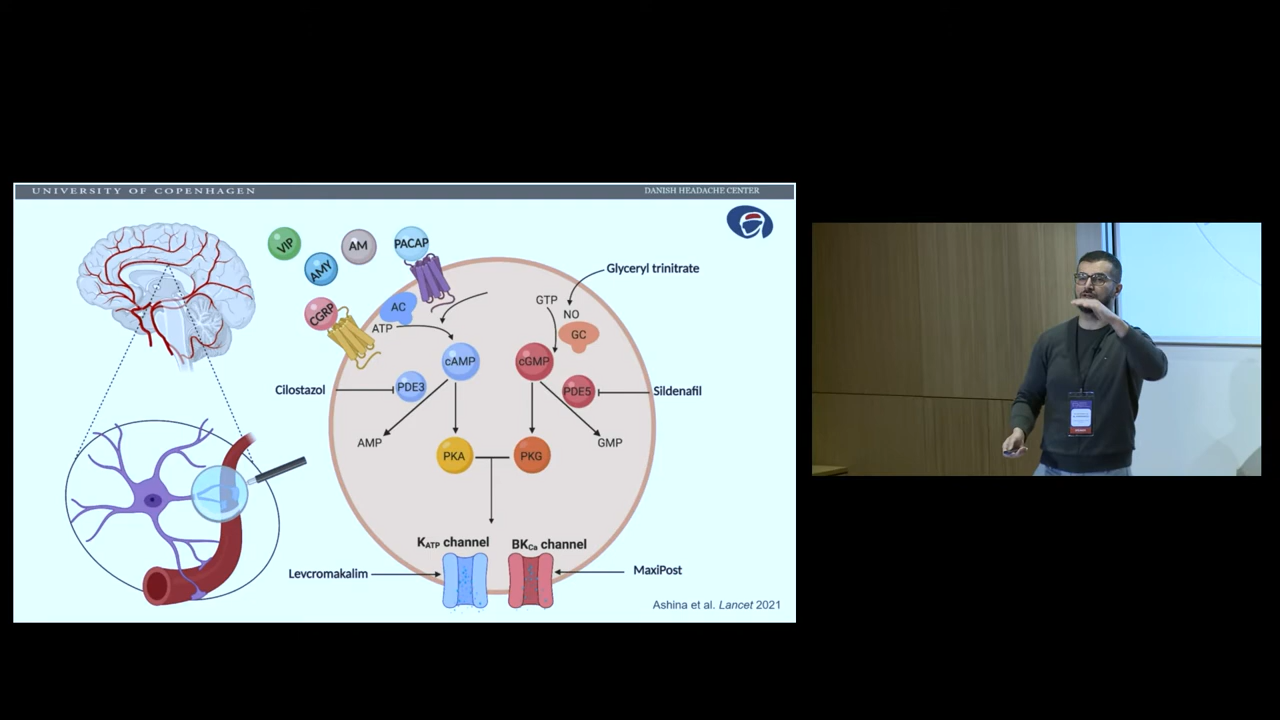 UNIVERSITY OF COPENHAGEN
DANISH HEADACHE CENTER
VIP
AMY
AM
PACAP
CGRP
AC
ATP
cAMP
Glyceryl trinitrate
GTP
NO
GC
cGMP
Cilostazol
PDE3
PDE5
Sildenafil
AMP
GMP
PKA
PKG
KATP channel
BKCa channel
Levcromakalim
MaxiPost
Ashina et al. Lancet 2021